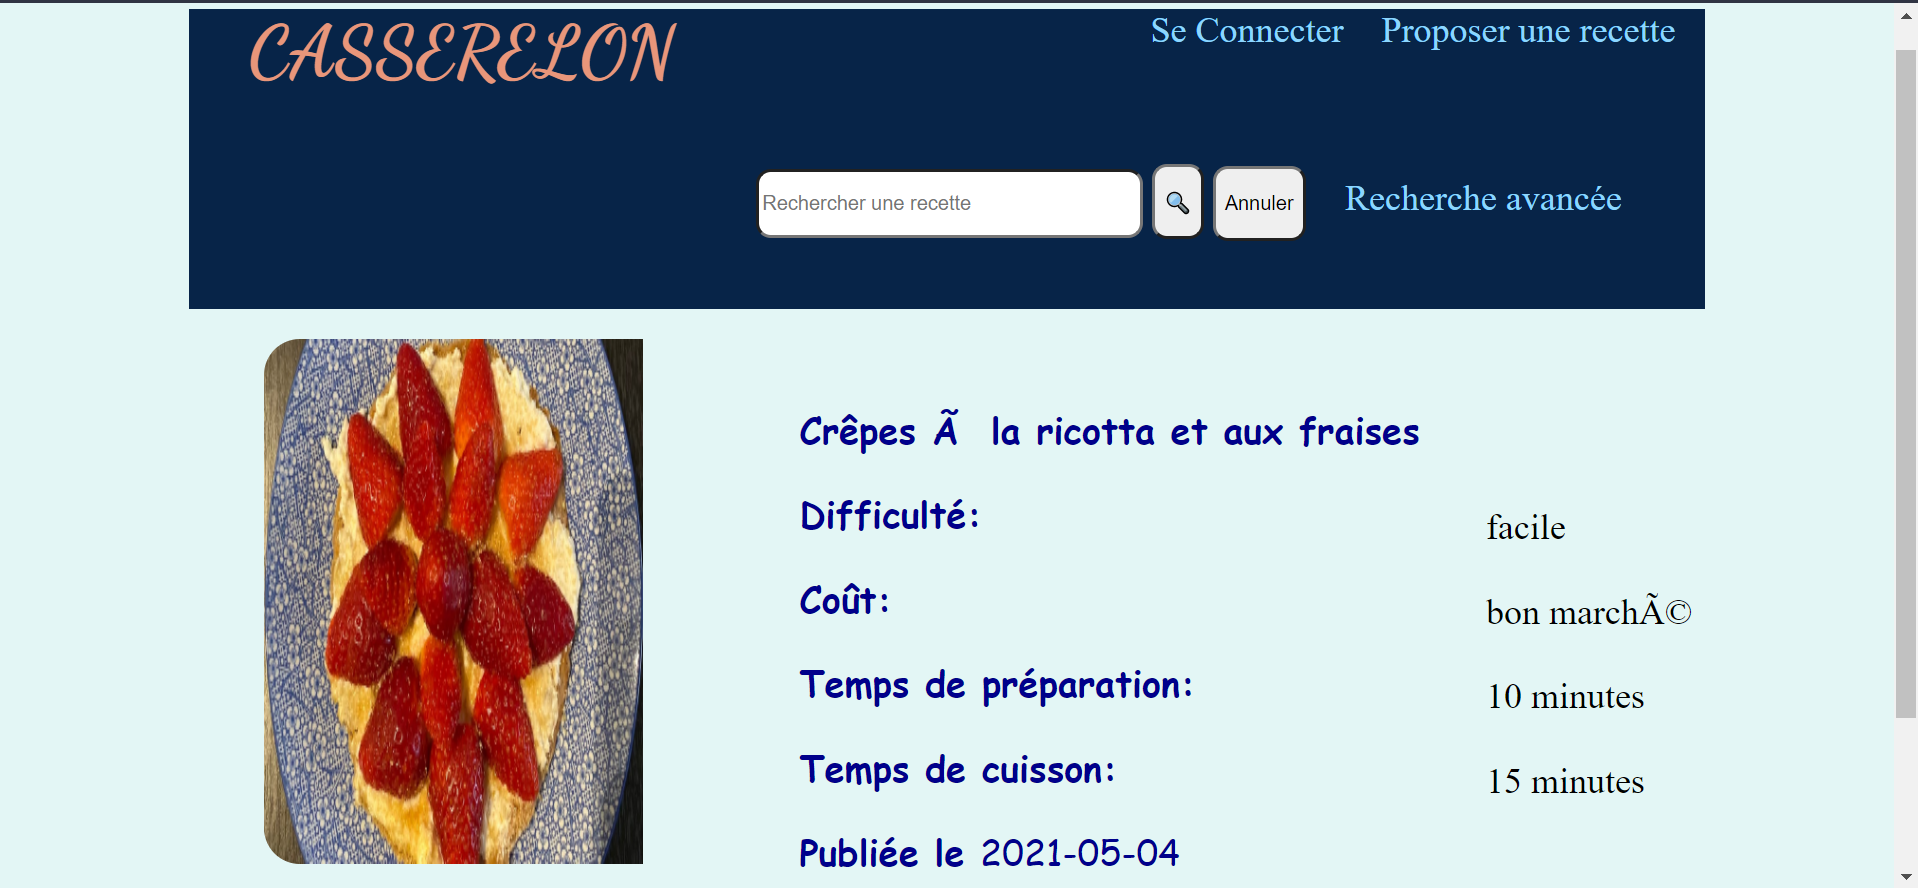 CASSERELON
Se Connecter Proposer une recette
Rechercher une recette 🔍 Annuler Recherche avancée
Crêpes Ã  la ricotta et aux fraises
Difficulté: facile
Coût: bon marchÃ©
Temps de préparation: 10 minutes
Temps de cuisson: 15 minutes
Publiée le 2021-05-04